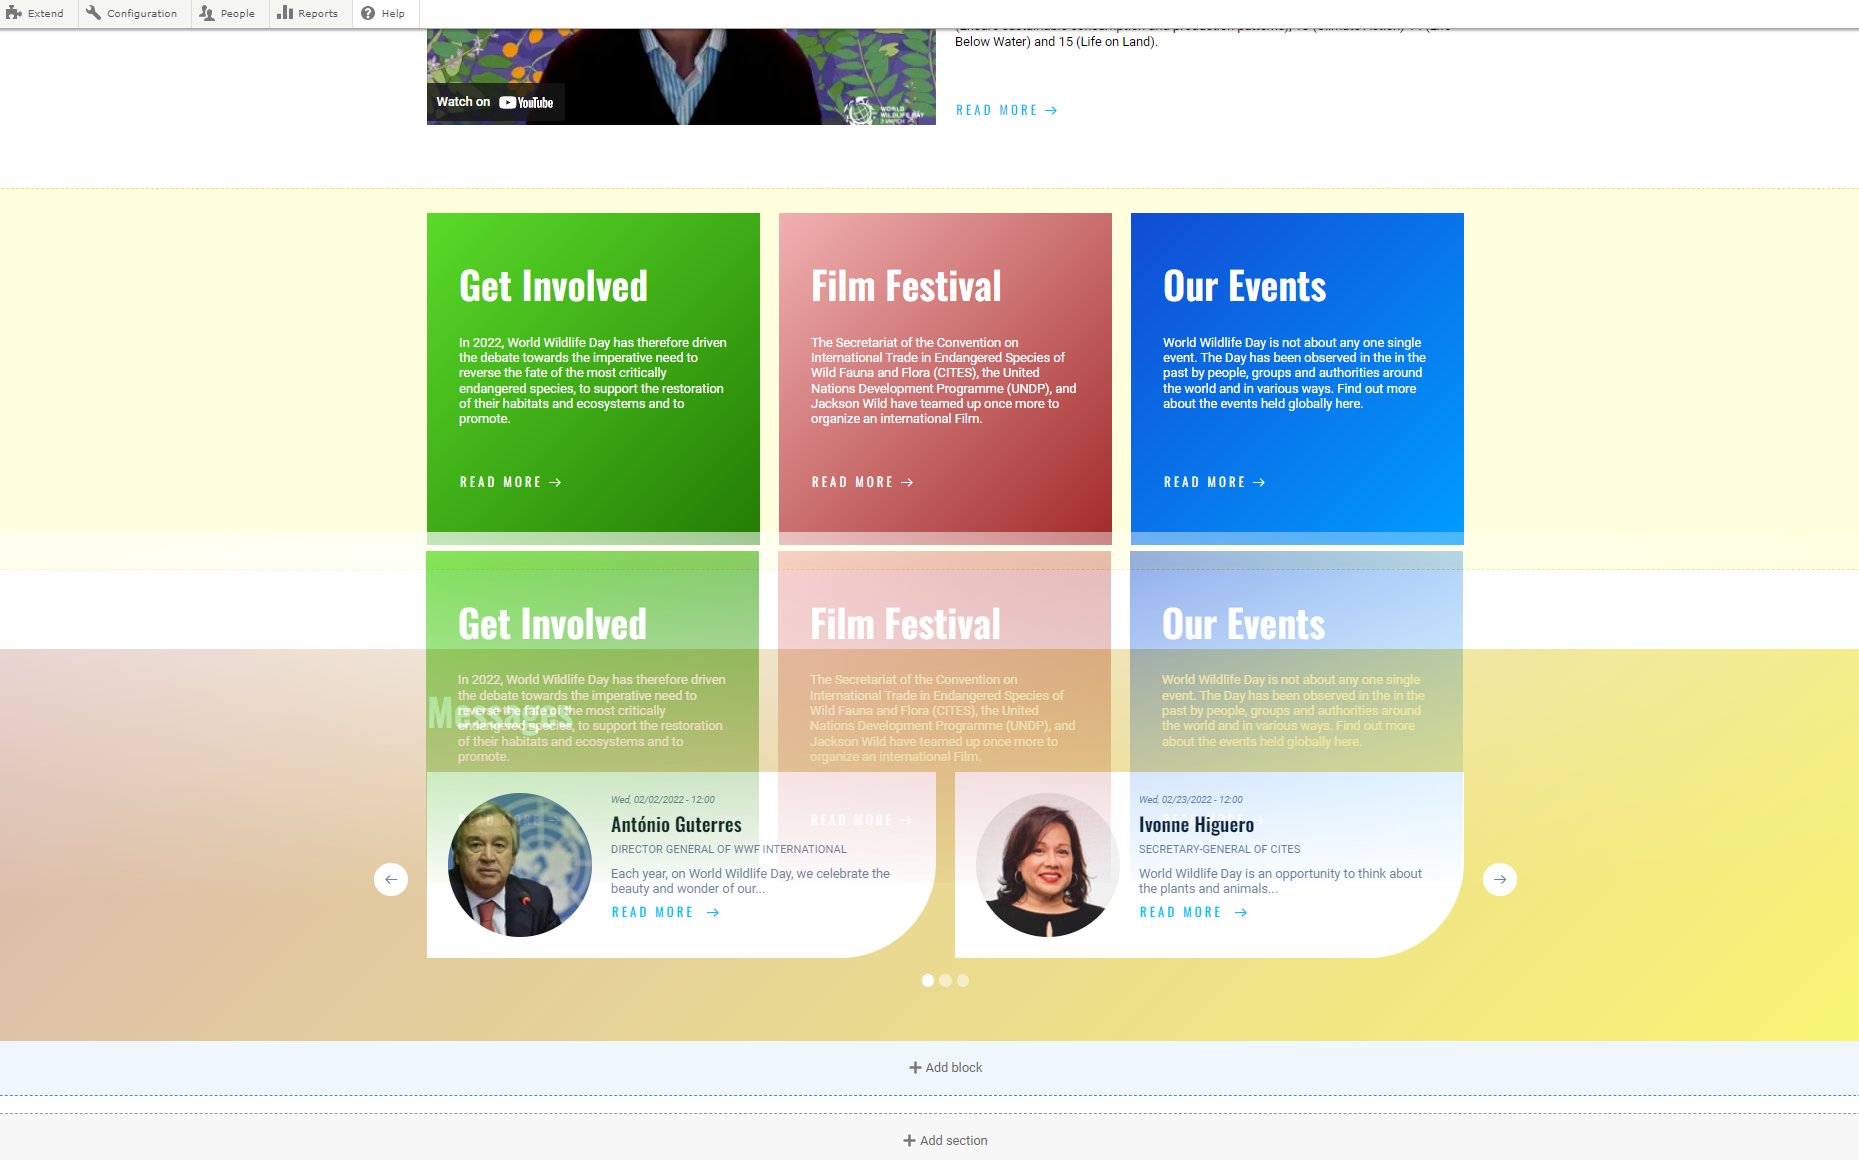 Extend Configuration People Reports Help
Below Water) and 15 (Life on Land).
Watch on YouTube
WORLD
WILDLIFE DAY
3 MARCH
READ MORE →
Get Involved
In 2022, World Wildlife Day has therefore driven
the debate towards the imperative need to
reverse the fate of the most critically
endangered species, to support the restoration
of their habitats and ecosystems and to
promote.
READ MORE →
Film Festival
The Secretariat of the Convention on
International Trade in Endangered Species of
Wild Fauna and Flora (CITES), the United
Nations Development Programme (UNDP), and
Jackson Wild have teamed up once more to
organize an international Film.
READ MORE →
Our Events
World Wildlife Day is not about any one single
event. The Day has been observed in the in the
past by people, groups and authorities around
the world and in various ways. Find out more
about the events held globally here.
READ MORE →
Get Involved
In 2022, World Wildlife Day has therefore driven
the debate towards the imperative need to
reverse the fate of the most critically
endangered species, to support the restoration
of their habitats and ecosystems and to
promote.
READ MORE →
Film Festival
The Secretariat of the Convention on
International Trade in Endangered Species of
Wild Fauna and Flora (CITES), the United
Nations Development Programme (UNDP), and
Jackson Wild have teamed up once more to
organize an international Film.
READ MORE →
Our Events
World Wildlife Day is not about any one single
event. The Day has been observed in the in the
past by people, groups and authorities around
the world and in various ways. Find out more
about the events held globally here.
READ MORE →
Messages
Wed, 02/02/2022 - 12:00
António Guterres
DIRECTOR GENERAL OF WWF INTERNATIONAL
Each year, on World Wildlife Day, we celebrate the
beauty and wonder of our...
READ MORE →
Wed, 02/23/2022 - 12:00
Ivonne Higuero
SECRETARY-GENERAL OF CITES
World Wildlife Day is an opportunity to think about
the plants and animals...
READ MORE →
Add block
Add section